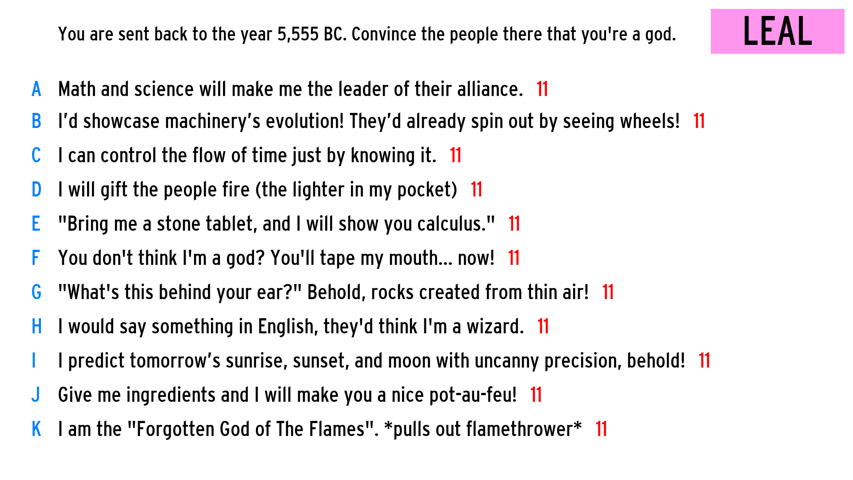 You are sent back to the year 5,555 BC. Convince the people there that you're a god.
LEAL
A Math and science will make me the leader of their alliance. 11
B I’d showcase machinery’s evolution! They’d already spin out by seeing wheels! 11
C I can control the flow of time just by knowing it. 11
D I will gift the people fire (the lighter in my pocket) 11
E "Bring me a stone tablet, and I will show you calculus." 11
F You don't think I'm a god? You'll tape my mouth... now! 11
G "What's this behind your ear?" Behold, rocks created from thin air! 11
H I would say something in English, they'd think I'm a wizard. 11
I I predict tomorrow’s sunrise, sunset, and moon with uncanny precision, behold! 11
J Give me ingredients and I will make you a nice pot-au-feu! 11
K I am the "Forgotten God of The Flames". *pulls out flamethrower* 11